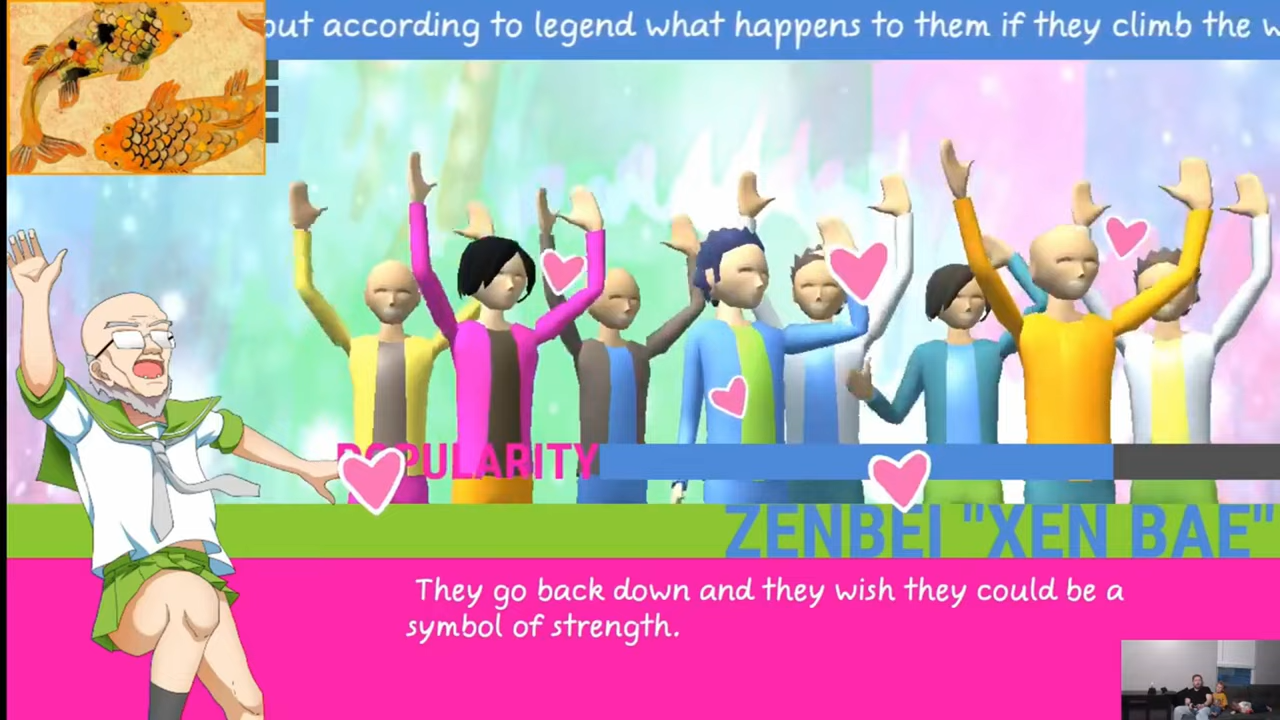 out according to legend what happens to them if they climb the w
POPULARITY
ZENBEI "XEN BAE"
They go back down and they wish they could be a
symbol of strength.